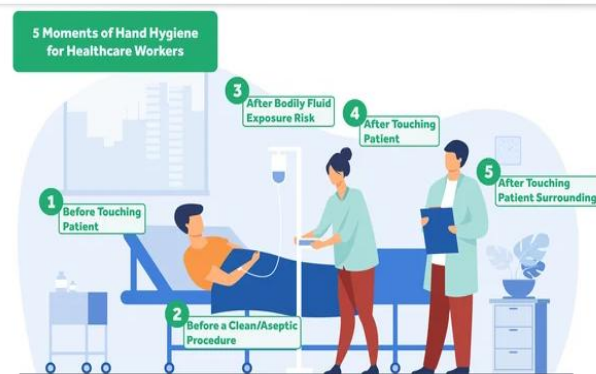 5 Moments of Hand Hygiene
for Healthcare Workers
1
Before Touching
Patient
2
Before a Clean/Aseptic
Procedure
3
After Bodily Fluid
Exposure Risk
4
After Touching
Patient
5
After Touching
Patient Surrounding